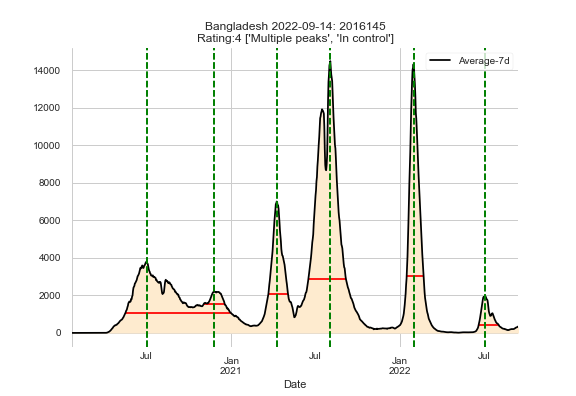 Bangladesh 2022-09-14: 2016145
Rating:4 ['Multiple peaks', 'In control']
Average-7d
14000
12000
10000
8000
6000
4000
2000
0
Jul
Jan
2021
Jul
Jan
2022
Jul
Date